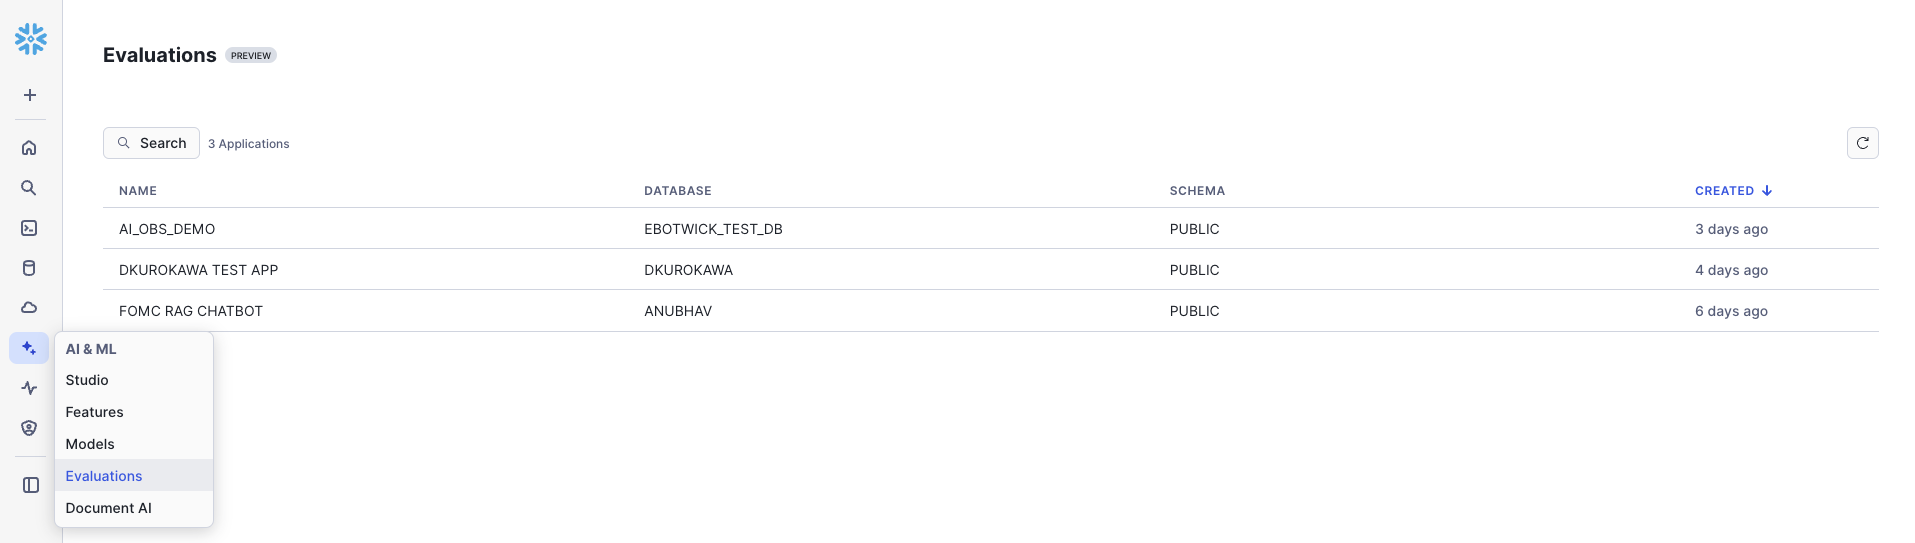 Evaluations PREVIEW
Search 3 Applications
NAME DATABASE SCHEMA CREATED
AI_OBS_DEMO EBOTWICK_TEST_DB PUBLIC 3 days ago
DKUROKAWA TEST APP DKUROKAWA PUBLIC 4 days ago
FOMC RAG CHATBOT ANUBHAV PUBLIC 6 days ago
AI & ML
Studio
Features
Models
Evaluations
Document AI